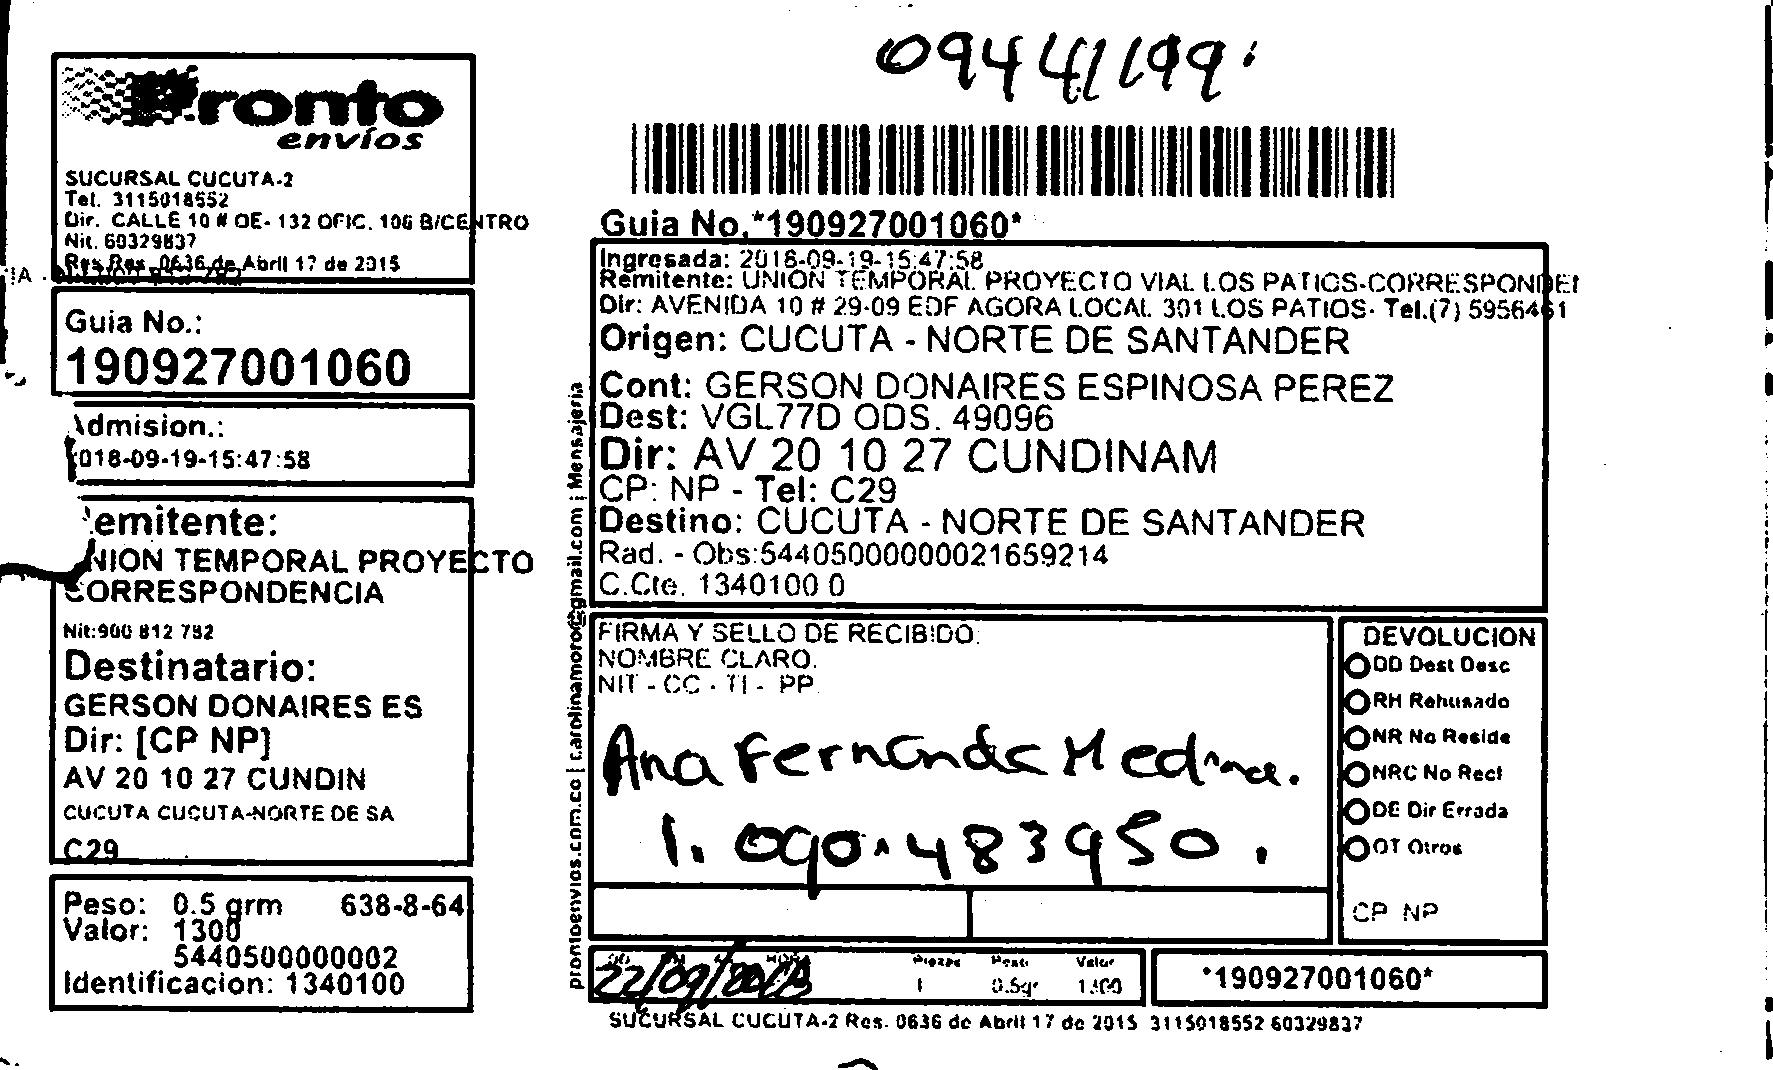 09441199
Pronto
envíos
SUCURSAL CUCUTA-2
Tel. 3115018552
Dir. CALLE 10 # OE- 132 OFIC. 106 B/CENTRO
Nit. 60329837
Res Res. 0636 de Abril 17 de 2015
Guia No.:
190927001060
Admision.:
2018-09-19-15:47:58
Remitente:
UNION TEMPORAL PROYECTO
CORRESPONDENCIA
Nit:900 812 782
Destinatario:
GERSON DONAIRES ES
Dir: [CP NP]
AV 20 10 27 CUNDIN
CUCUTA CUCUTA-NORTE DE SA
C29
Peso: 0.5 grm 638-8-64
Valor: 1300
5440500000002
Identificacion: 1340100
Guia No.*190927001060*
Ingresada: 2018-09-19-15:47:58
Remitente: UNION TEMPORAL PROYECTO VIAL LOS PATIOS-CORRESPONDEN
Dir: AVENIDA 10 # 29-09 EDF AGORA LOCAL 301 LOS PATIOS- Tel.(7) 5956461
Origen: CUCUTA - NORTE DE SANTANDER
Cont: GERSON DONAIRES ESPINOSA PEREZ
Dest: VGL77D ODS. 49096
Dir: AV 20 10 27 CUNDINAM
CP: NP - Tel: C29
Destino: CUCUTA - NORTE DE SANTANDER
Rad. - Obs:54405000000021659214
C.Cte. 1340100 0
promtoenvios.com.co | carolinamoro@gmail.com | Mensajeria
FIRMA Y SELLO DE RECIBIDO.
NOMBRE CLARO.
NIT - CC - TI - PP
Ana Fernanda Medina.
1.090.483950.
DEVOLUCION
DD Dest Desc
RH Rehusado
NR No Reside
NRC No Recl
DE Dir Errada
OT Otros
CP NP
22/09/2018
Piezas Peso Valor
1 0.5gr 1300
*190927001060*
SUCURSAL CUCUTA-2 Res. 0636 de Abril 17 de 2015 3115018552 60329837